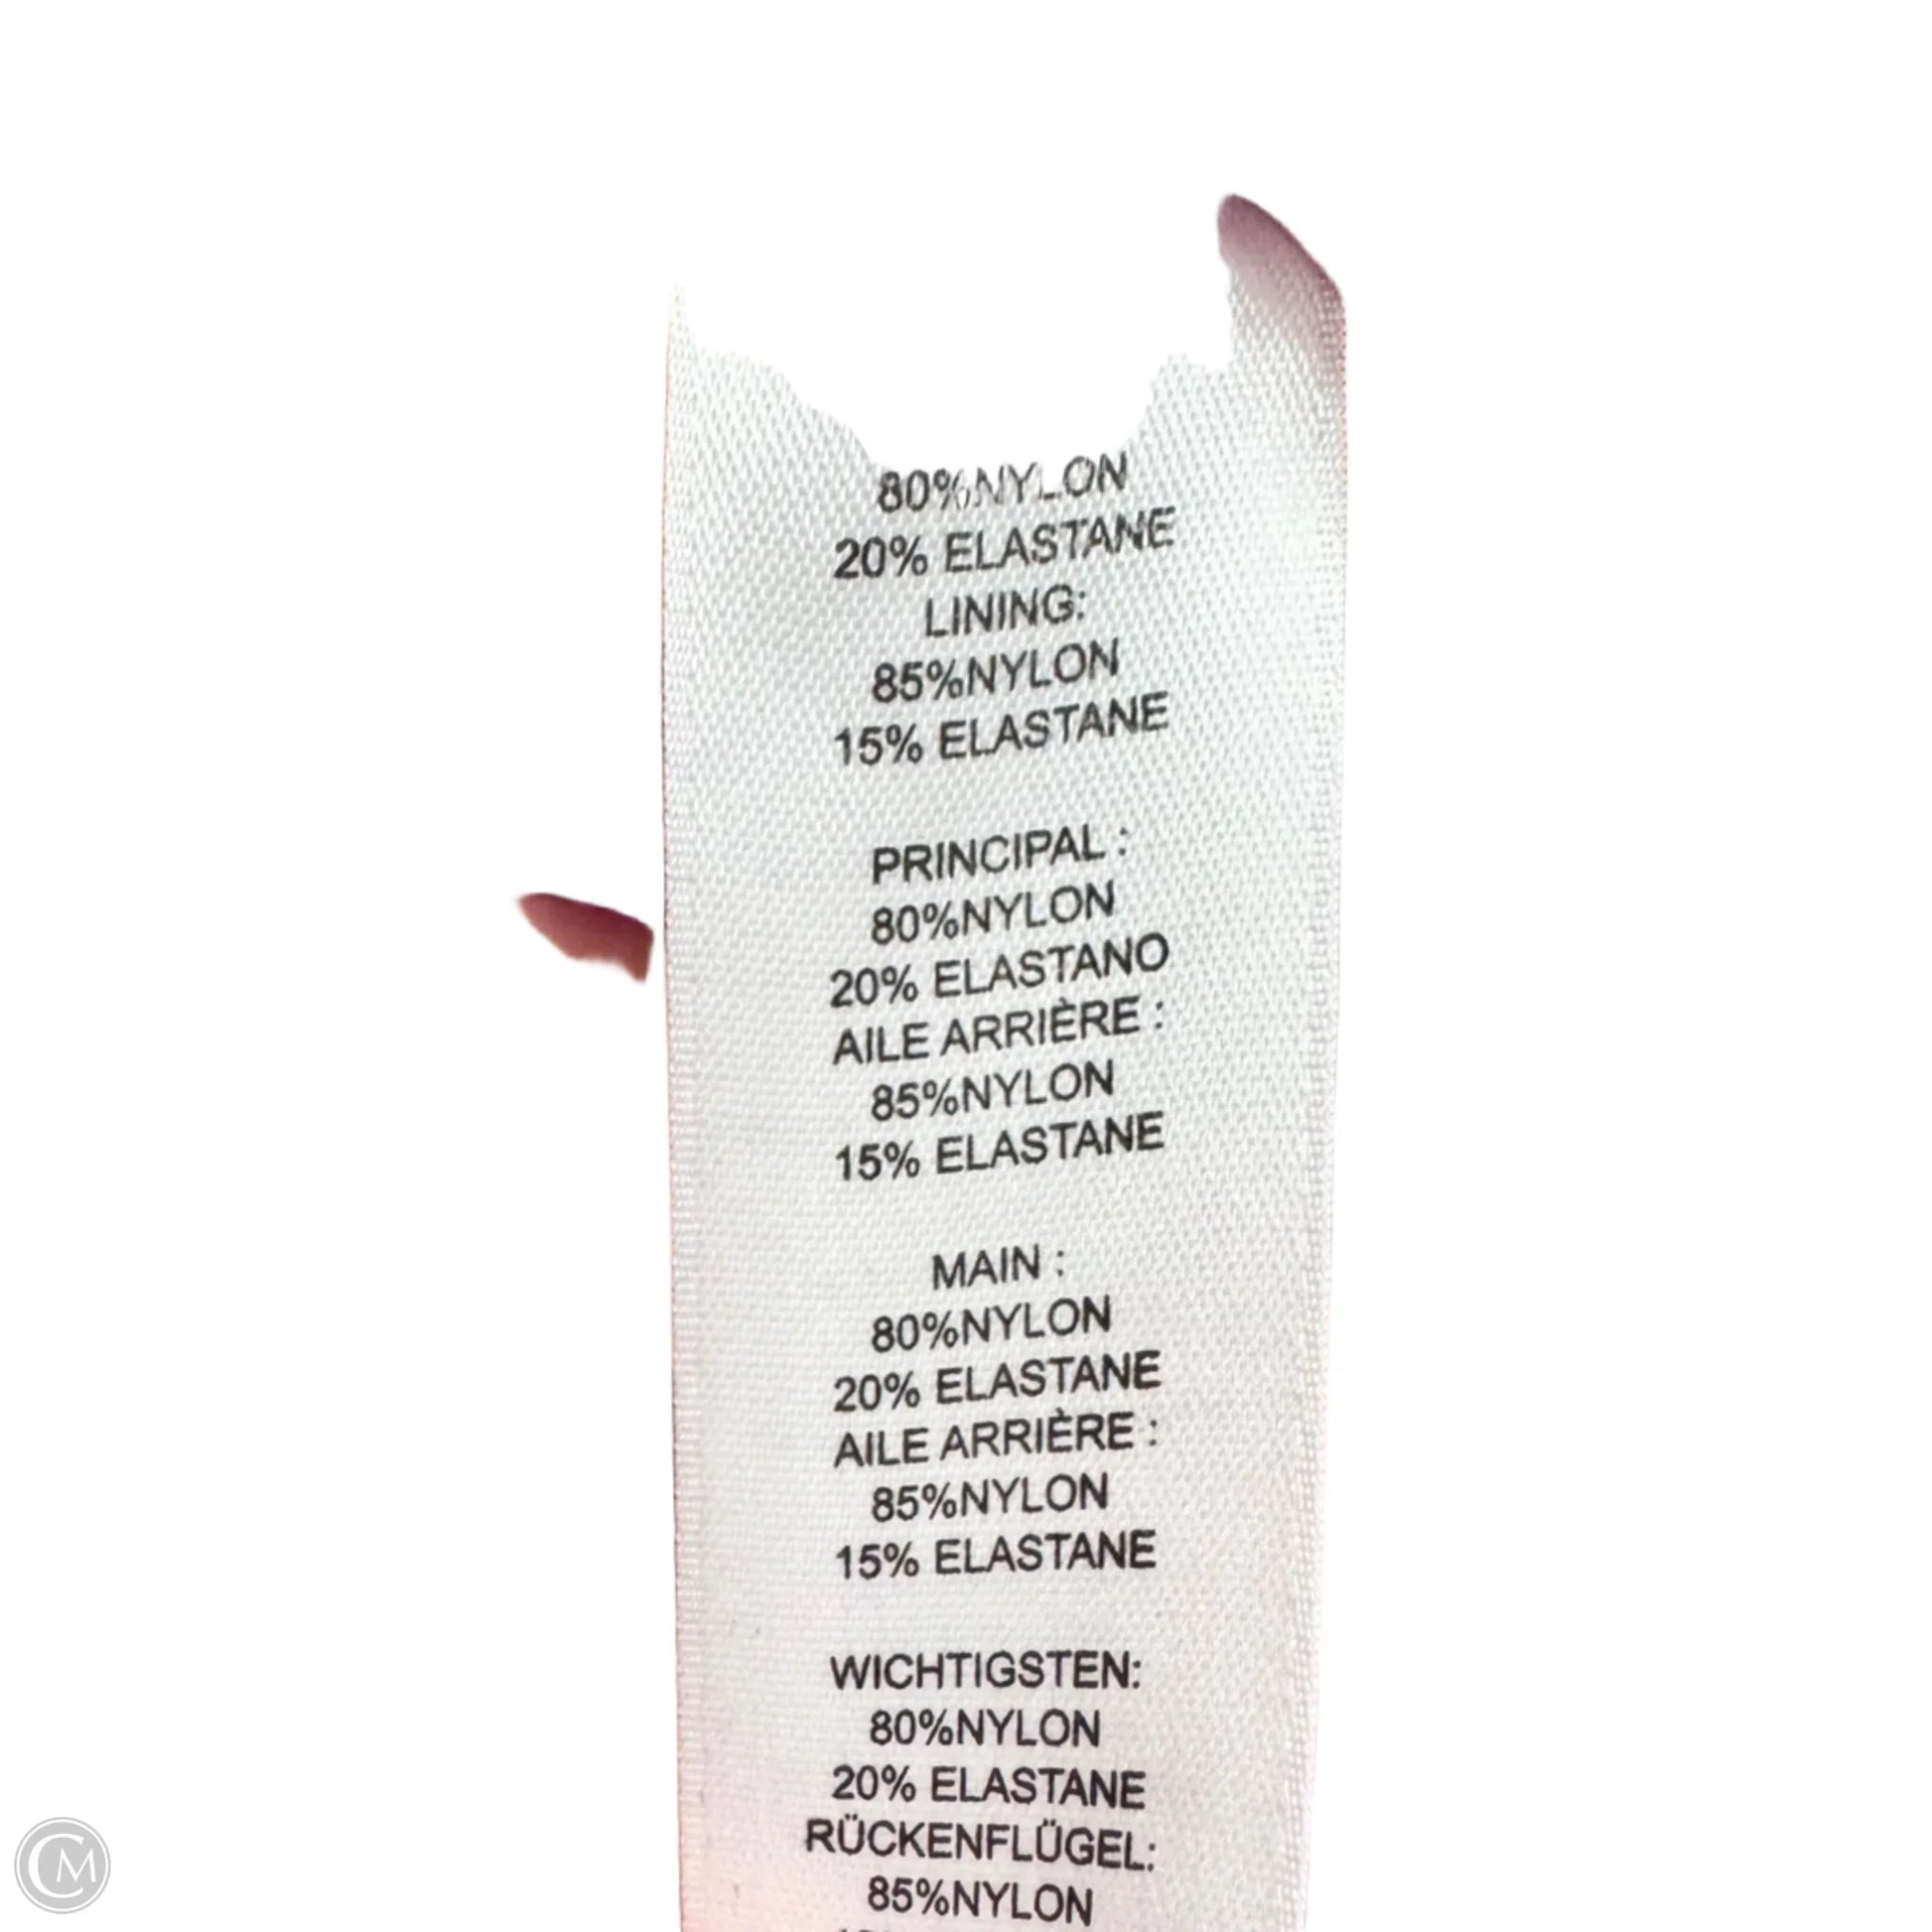 80%NYLON
20% ELASTANE
LINING:
85%NYLON
15% ELASTANE
PRINCIPAL :
80%NYLON
20% ELASTANO
AILE ARRIÈRE :
85%NYLON
15% ELASTANE
MAIN :
80%NYLON
20% ELASTANE
AILE ARRIÈRE :
85%NYLON
15% ELASTANE
WICHTIGSTEN:
80%NYLON
20% ELASTANE
RÜCKENFLÜGEL:
85%NYLON
CM